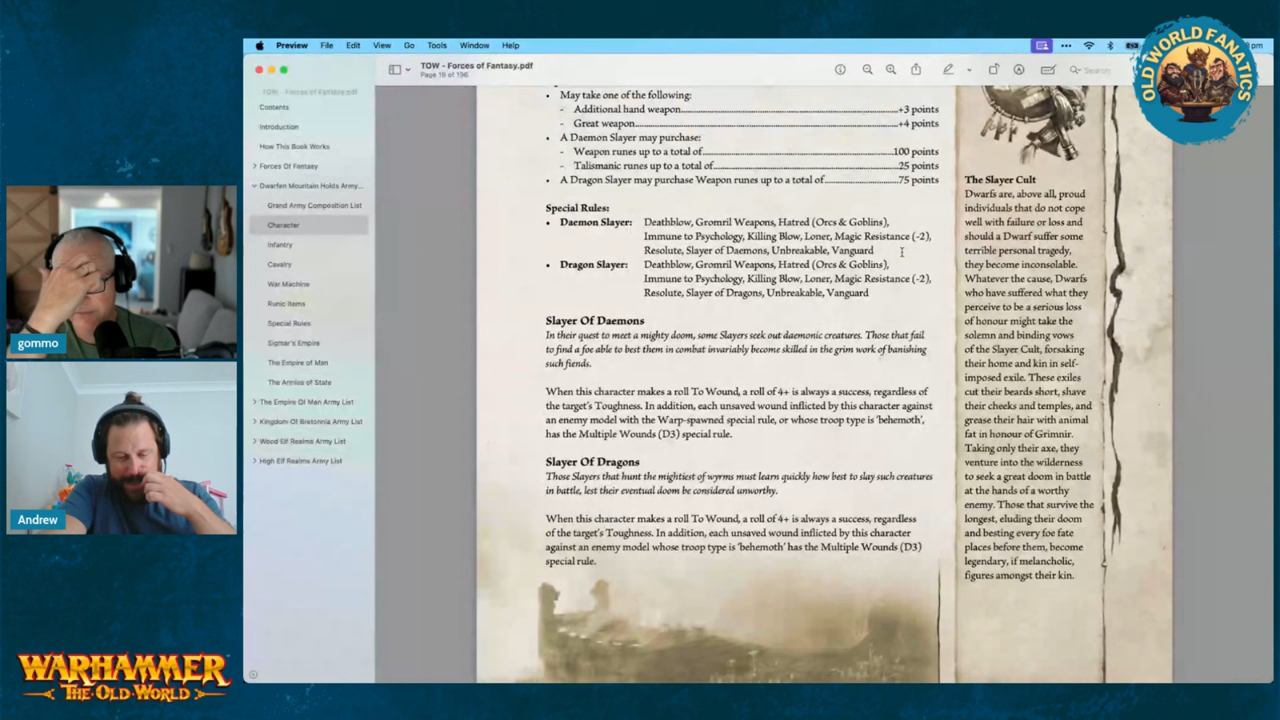 Preview File Edit View Go Tools Window Help
TOW - Forces of Fantasy.pdf
Page 19 of 196
Search
OLD WORLD FANATICS
TOW - Forces of Fantasy.pdf
Contents
Introduction
How This Book Works
Forces Of Fantasy
Dwarfen Mountain Holds Army...
Grand Army Composition List
Character
Infantry
Cavalry
War Machine
Runic Items
Special Rules
Sigmar's Empire
The Empire of Man
The Armies of State
The Empire Of Man Army List
Kingdom Of Bretonnia Army List
Wood Elf Realms Army List
High Elf Realms Army List
• May take one of the following:
- Additional hand weapon +3 points
- Great weapon +4 points
• A Daemon Slayer may purchase:
- Weapon runes up to a total of 100 points
- Talismanic runes up to a total of 25 points
• A Dragon Slayer may purchase Weapon runes up to a total of 75 points
Special Rules:
• Daemon Slayer: Deathblow, Gromril Weapons, Hatred (Orcs & Goblins),
Immune to Psychology, Killing Blow, Loner, Magic Resistance (-2),
Resolute, Slayer of Daemons, Unbreakable, Vanguard
• Dragon Slayer: Deathblow, Gromril Weapons, Hatred (Orcs & Goblins),
Immune to Psychology, Killing Blow, Loner, Magic Resistance (-2),
Resolute, Slayer of Dragons, Unbreakable, Vanguard
Slayer Of Daemons
In their quest to meet a mighty doom, some Slayers seek out daemonic creatures. Those that fail
to find a foe able to best them in combat invariably become skilled in the grim work of banishing
such fiends.
When this character makes a roll To Wound, a roll of 4+ is always a success, regardless of
the target's Toughness. In addition, each unsaved wound inflicted by this character against
an enemy model with the Warp-spawned special rule, or whose troop type is 'behemoth',
has the Multiple Wounds (D3) special rule.
Slayer Of Dragons
Those Slayers that hunt the mightiest of wyrms must learn quickly how best to slay such creatures
in battle, lest their eventual doom be considered unworthy.
When this character makes a roll To Wound, a roll of 4+ is always a success, regardless
of the target's Toughness. In addition, each unsaved wound inflicted by this character
against an enemy model whose troop type is 'behemoth' has the Multiple Wounds (D3)
special rule.
The Slayer Cult
Dwarfs are, above all, proud
individuals that do not cope
well with failure or loss and
should a Dwarf suffer some
terrible personal tragedy,
they become inconsolable.
Whatever the cause, Dwarfs
who have suffered what they
perceive to be a serious loss
of honour might take the
solemn and binding vows
of the Slayer Cult, forsaking
their home and kin in self-
imposed exile. These exiles
cut their beards short, shave
their cheeks and temples, and
grease their hair with animal
fat in honour of Grimnir.
Taking only their axe, they
venture into the wilderness
to seek a great doom in battle
at the hands of a worthy
enemy. Those that survive the
longest, eluding their doom
and besting every foe fate
places before them, become
legendary, if melancholic,
figures amongst their kin.
gommo
Andrew
WARHAMMER
THE·OLD·WORLD